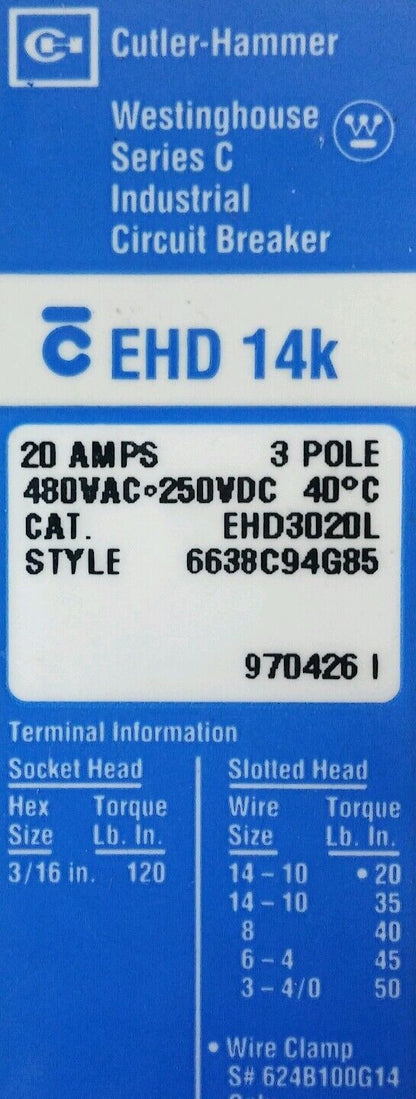 Cutler-Hammer
Westinghouse
Series C
Industrial
Circuit Breaker
EHD 14k
20 AMPS 3 POLE
480VAC∘250VDC 40°C
CAT. EHD3020L
STYLE 6638C94G85
970426 I
Terminal Information
Socket Head Slotted Head
Hex Torque Wire Torque
Size Lb. In. Size Lb. In.
3/16 in. 120 14 – 10 • 20
14 – 10 35
8 40
6 – 4 45
3 – 4/0 50
• Wire Clamp
S# 624B100G14